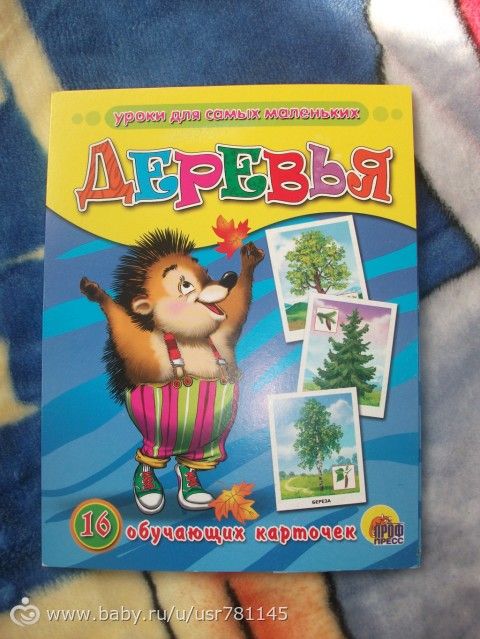 уроки для самых маленьких
Деревья
БЕРЕЗА
16 обучающих карточек
ПРОФ
ПРЕСС
www.baby.ru/u/usr781145